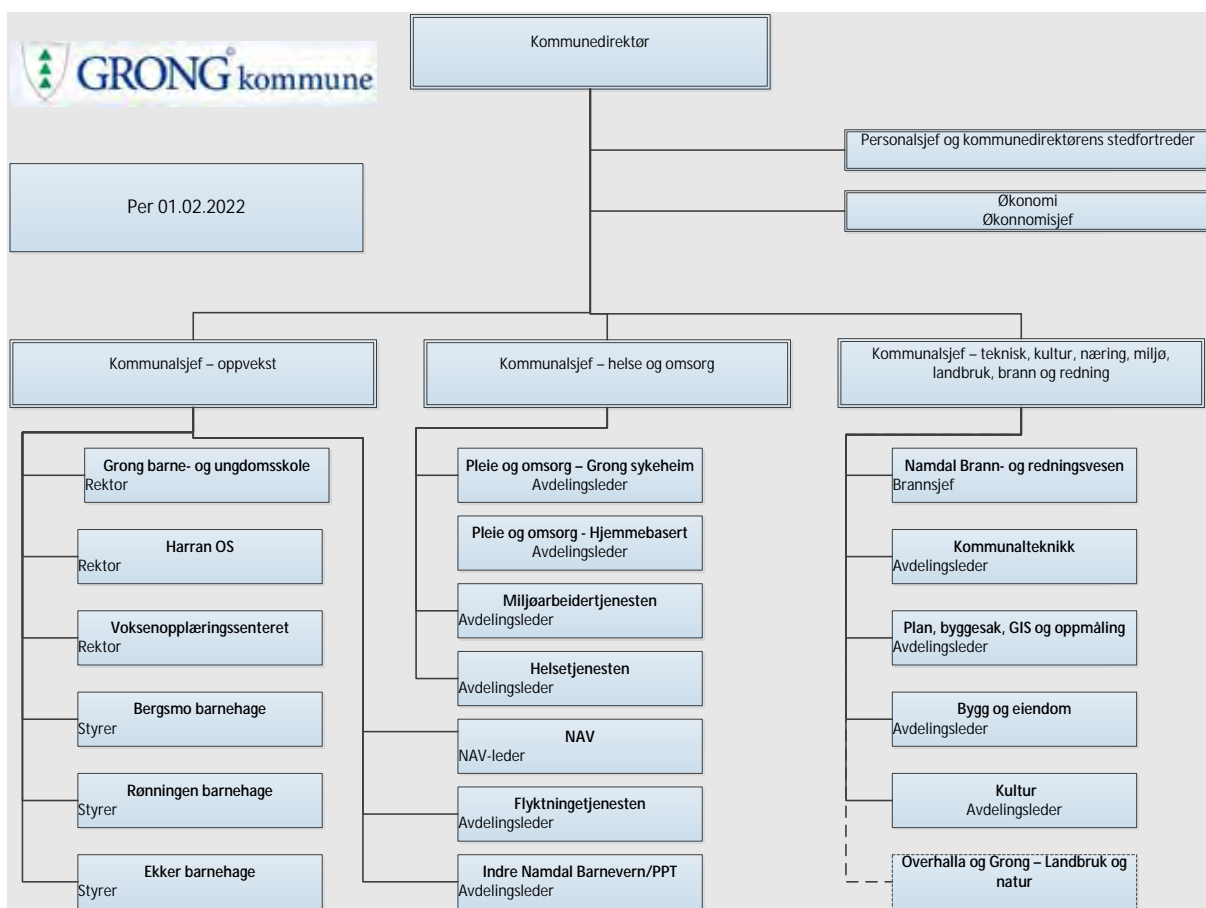 Kommunedirektør
GRONG kommune
Personalsjef og kommunedirektørens stedfortreder
Per 01.02.2022
Økonomi
Økonnomisjef
Kommunalsjef – oppvekst
Kommunalsjef – helse og omsorg
Kommunalsjef – teknisk, kultur, næring, miljø,
landbruk, brann og redning
Grong barne- og ungdomsskole
Rektor
Harran OS
Rektor
Voksenopplæringssenteret
Rektor
Bergsmo barnehage
Styrer
Rønningen barnehage
Styrer
Ekker barnehage
Styrer
Pleie og omsorg – Grong sykeheim
Avdelingsleder
Pleie og omsorg - Hjemmebasert
Avdelingsleder
Miljøarbeidertjenesten
Avdelingsleder
Helsetjenesten
Avdelingsleder
NAV
NAV-leder
Flyktningetjenesten
Avdelingsleder
Indre Namdal Barnevern/PPT
Avdelingsleder
Namdal Brann- og redningsvesen
Brannsjef
Kommunalteknikk
Avdelingsleder
Plan, byggesak, GIS og oppmåling
Avdelingsleder
Bygg og eiendom
Avdelingsleder
Kultur
Avdelingsleder
Overhalla og Grong – Landbruk og
natur